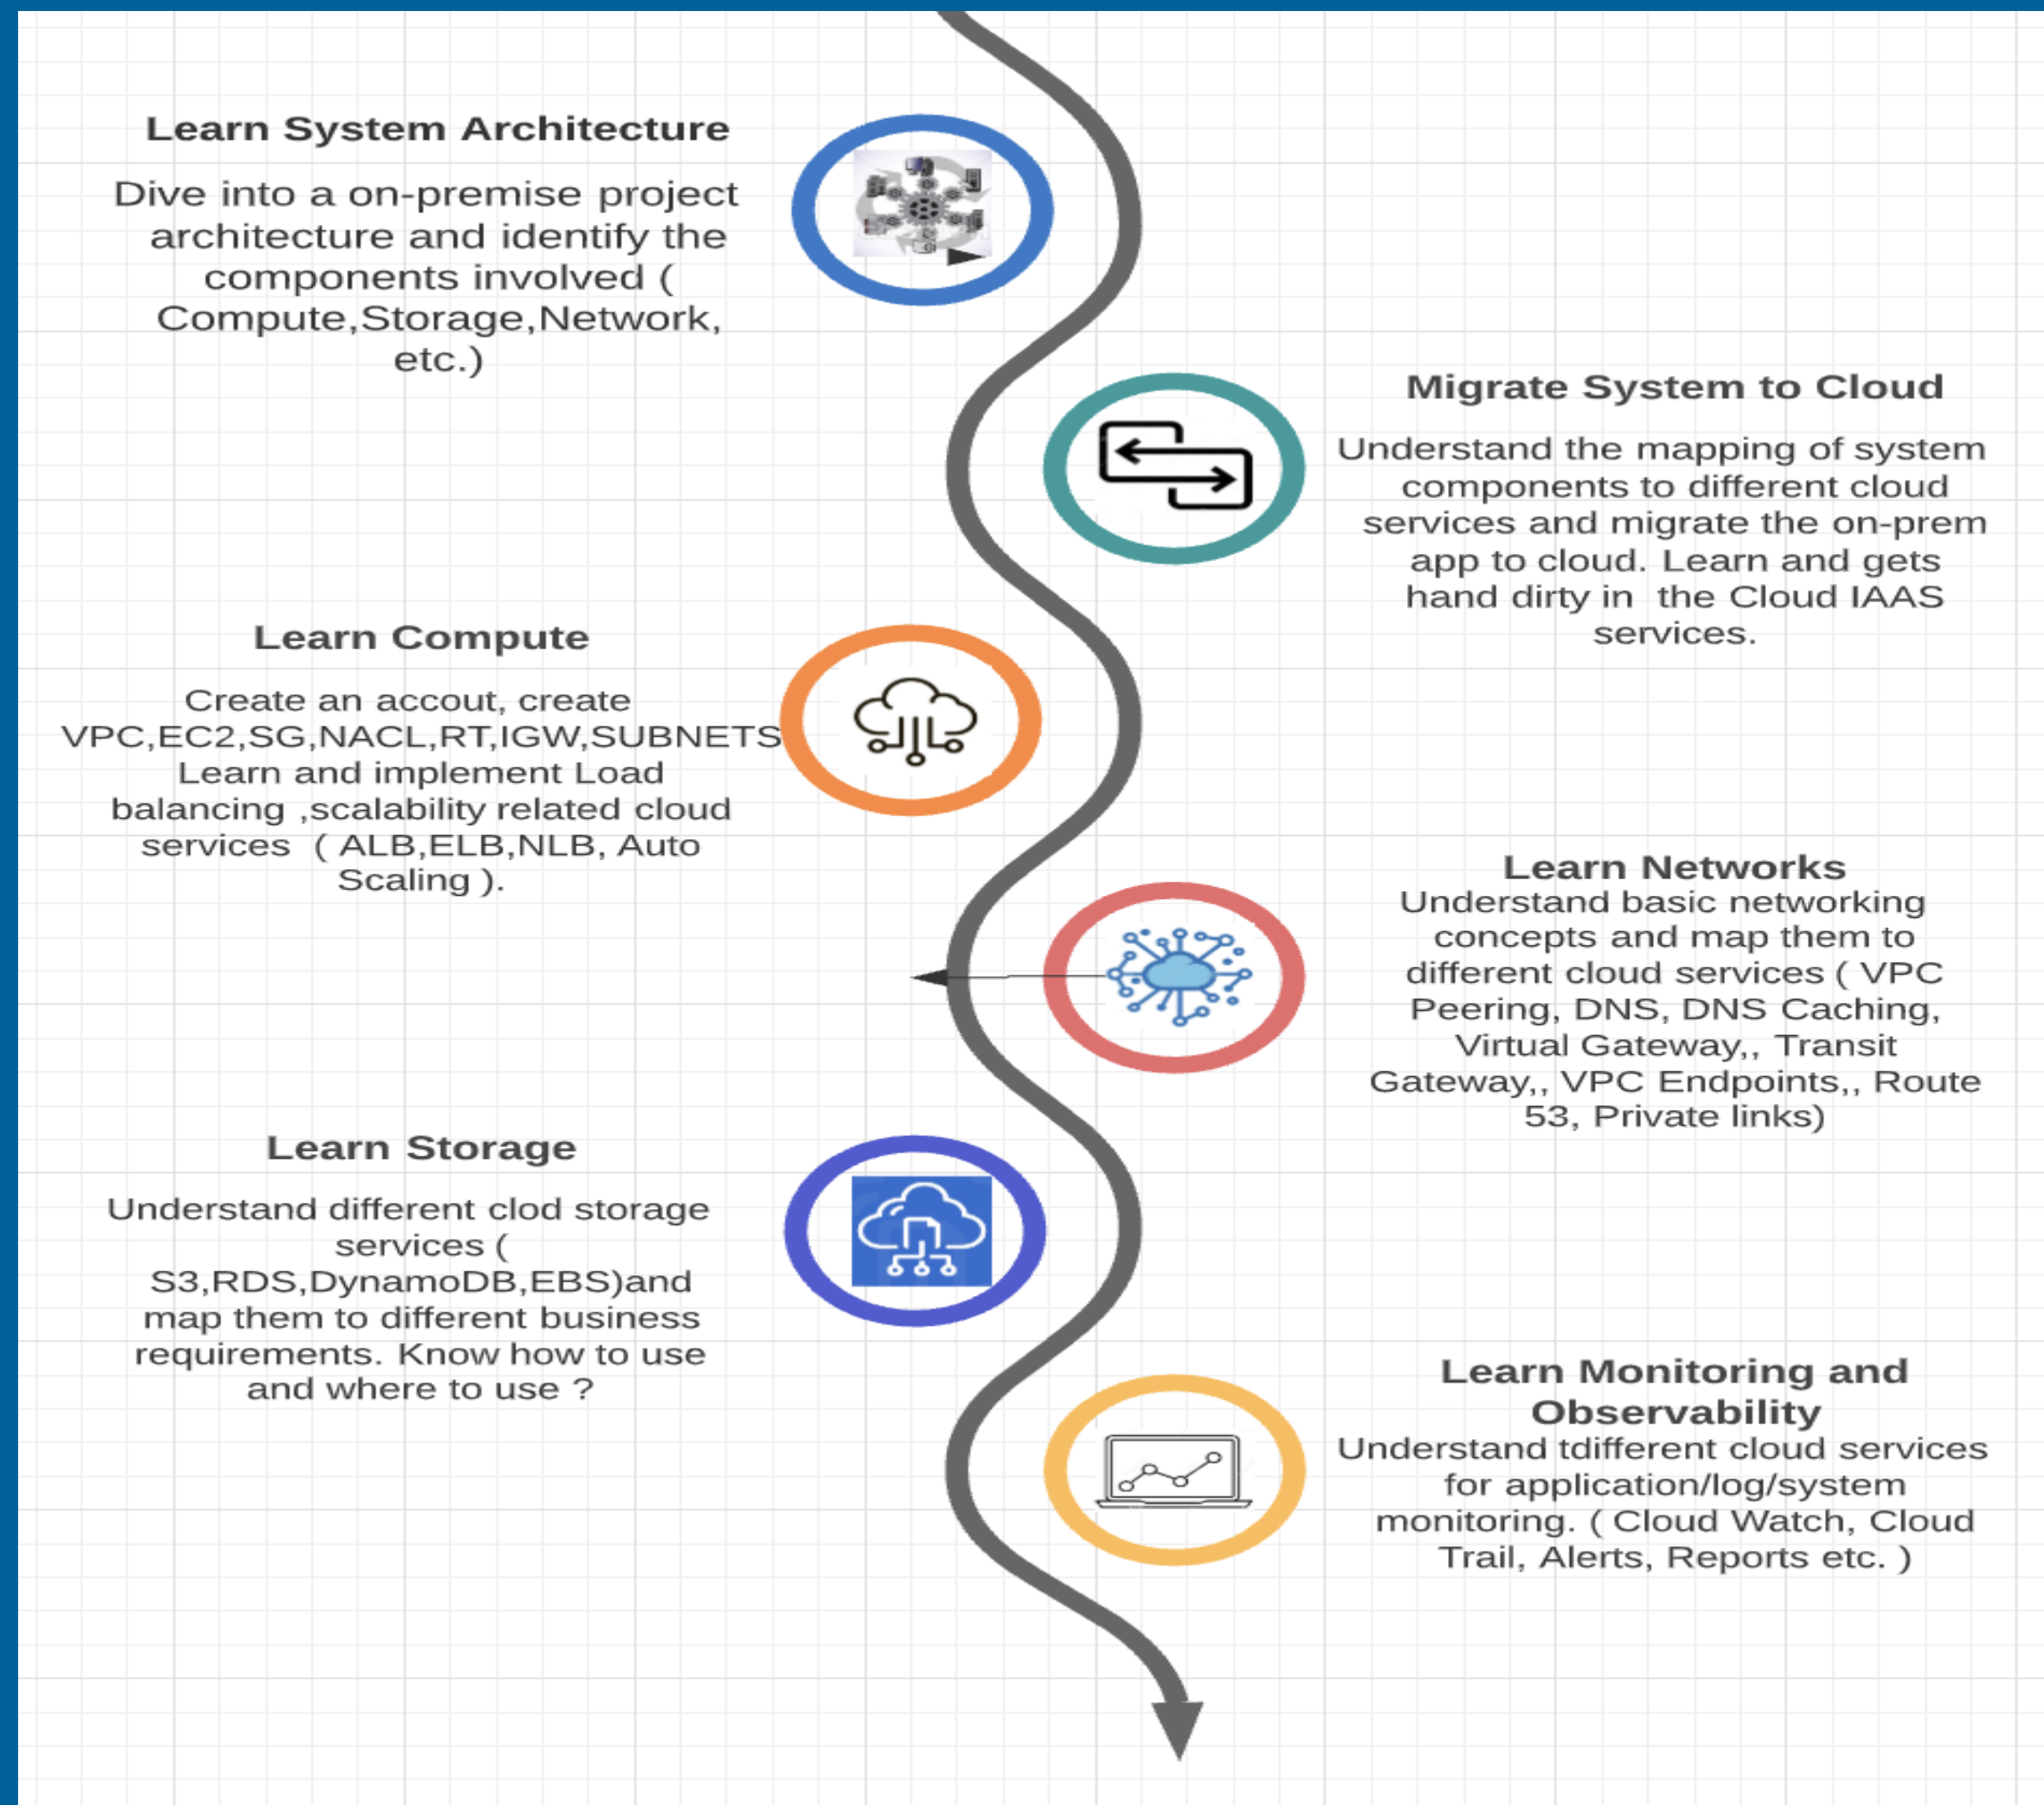 Learn System Architecture
Dive into a on-premise project
architecture and identify the
components involved (
Compute,Storage,Network,
etc.)
Migrate System to Cloud
Understand the mapping of system
components to different cloud
services and migrate the on-prem
app to cloud. Learn and gets
hand dirty in the Cloud IAAS
services.
Learn Compute
Create an accout, create
VPC,EC2,SG,NACL,RT,IGW,SUBNETS
Learn and implement Load
balancing ,scalability related cloud
services ( ALB,ELB,NLB, Auto
Scaling ).
Learn Networks
Understand basic networking
concepts and map them to
different cloud services ( VPC
Peering, DNS, DNS Caching,
Virtual Gateway,, Transit
Gateway,, VPC Endpoints,, Route
53, Private links)
Learn Storage
Understand different clod storage
services (
S3,RDS,DynamoDB,EBS)and
map them to different business
requirements. Know how to use
and where to use ?
Learn Monitoring and
Observability
Understand tdifferent cloud services
for application/log/system
monitoring. ( Cloud Watch, Cloud
Trail, Alerts, Reports etc. )